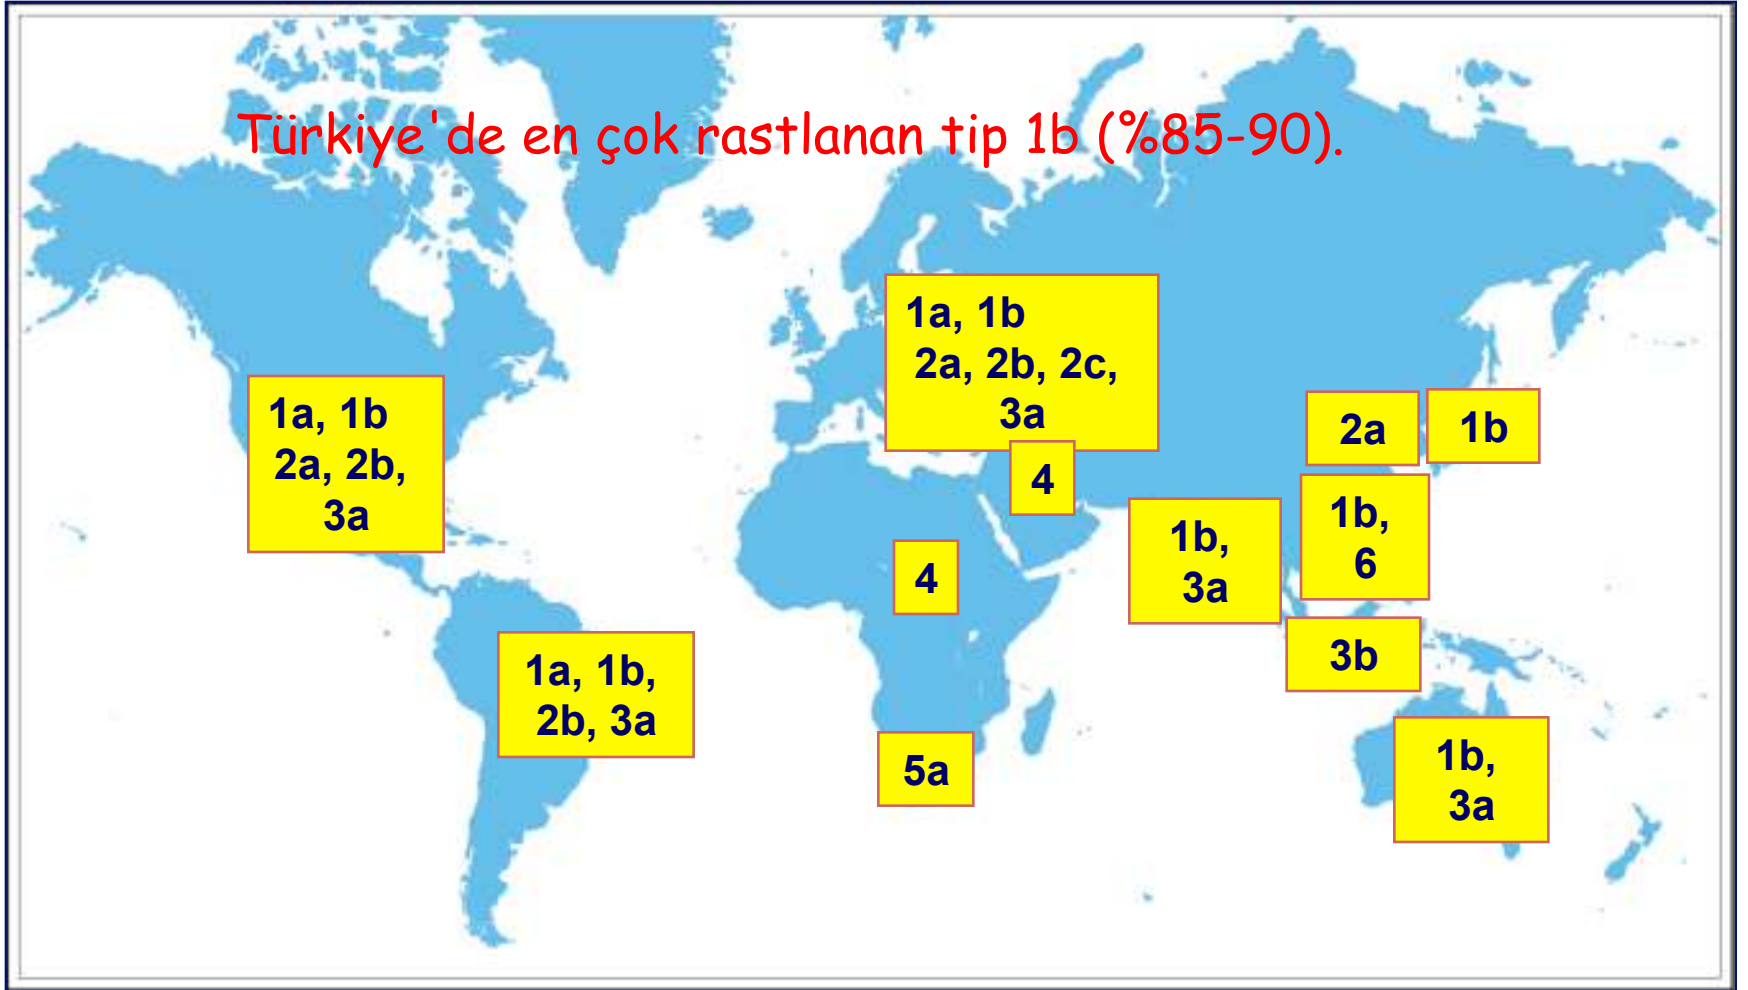 Türkiye'de en çok rastlanan tip 1b (%85-90).
1a, 1b
2a, 2b, 2c,
3a
1a, 1b
2a, 2b,
3a
2a
1b
4
1b,
6
1b,
3a
4
3b
1a, 1b,
2b, 3a
5a
1b,
3a